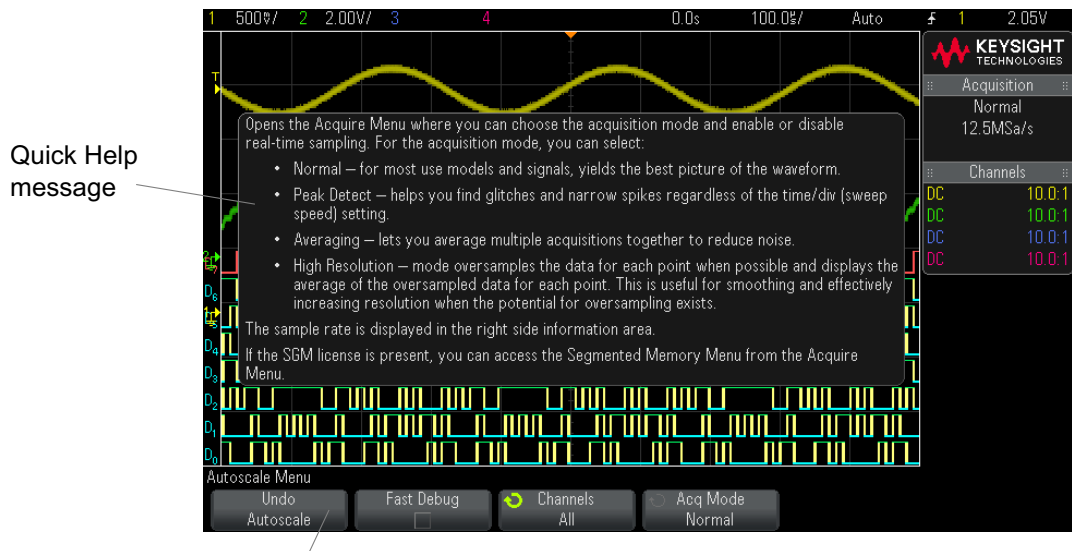 1 500%/ 2 2.00V/ 3 4 0.0s 100.0%/ Auto 1 2.05V
KEYSIGHT
TECHNOLOGIES
Acquisition
Normal
12.5MSa/s
Channels
DC 10.0:1
DC 10.0:1
DC 10.0:1
DC 10.0:1
T
Quick Help
message
Opens the Acquire Menu where you can choose the acquisition mode and enable or disable
real-time sampling. For the acquisition mode, you can select:
• Normal – for most use models and signals, yields the best picture of the waveform.
• Peak Detect – helps you find glitches and narrow spikes regardless of the time/div (sweep
speed) setting.
• Averaging – lets you average multiple acquisitions together to reduce noise.
• High Resolution – mode oversamples the data for each point when possible and displays the
average of the oversampled data for each point. This is useful for smoothing and effectively
increasing resolution when the potential for oversampling exists.
The sample rate is displayed in the right side information area.
If the SGM license is present, you can access the Segmented Memory Menu from the Acquire
Menu.
D6
D4
D3
D2
D1
D0
Autoscale Menu
Undo
Autoscale
Fast Debug
Channels
All
Acq Mode
Normal